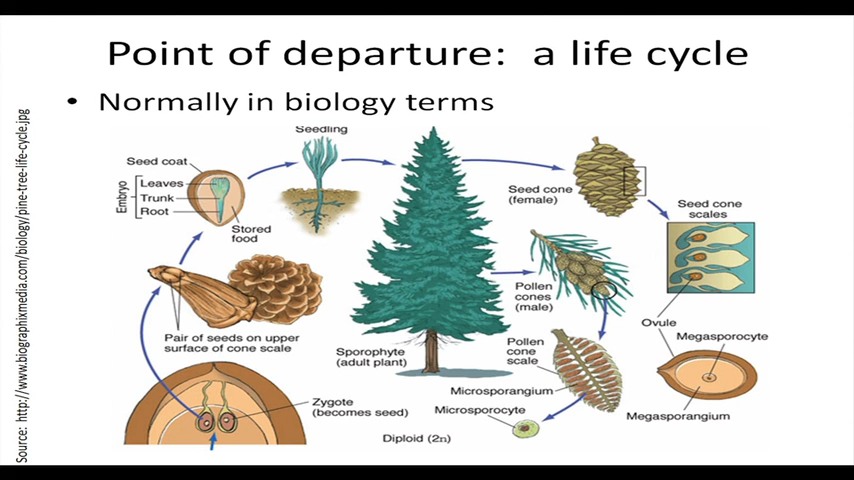 Point of departure: a life cycle
• Normally in biology terms
Source: http://www.biographixmedia.com/biology/pine-tree-life-cycle.jpg
Seedling
Seed coat
Embryo
Leaves
Trunk
Root
Stored
food
Pair of seeds on upper
surface of cone scale
Zygote
(becomes seed)
Sporophyte
(adult plant)
Diploid (2n)
Seed cone
(female)
Seed cone
scales
Pollen
cones
(male)
Ovule
Megasporocyte
Pollen
cone
scale
Microsporangium
Microsporocyte
Megasporangium